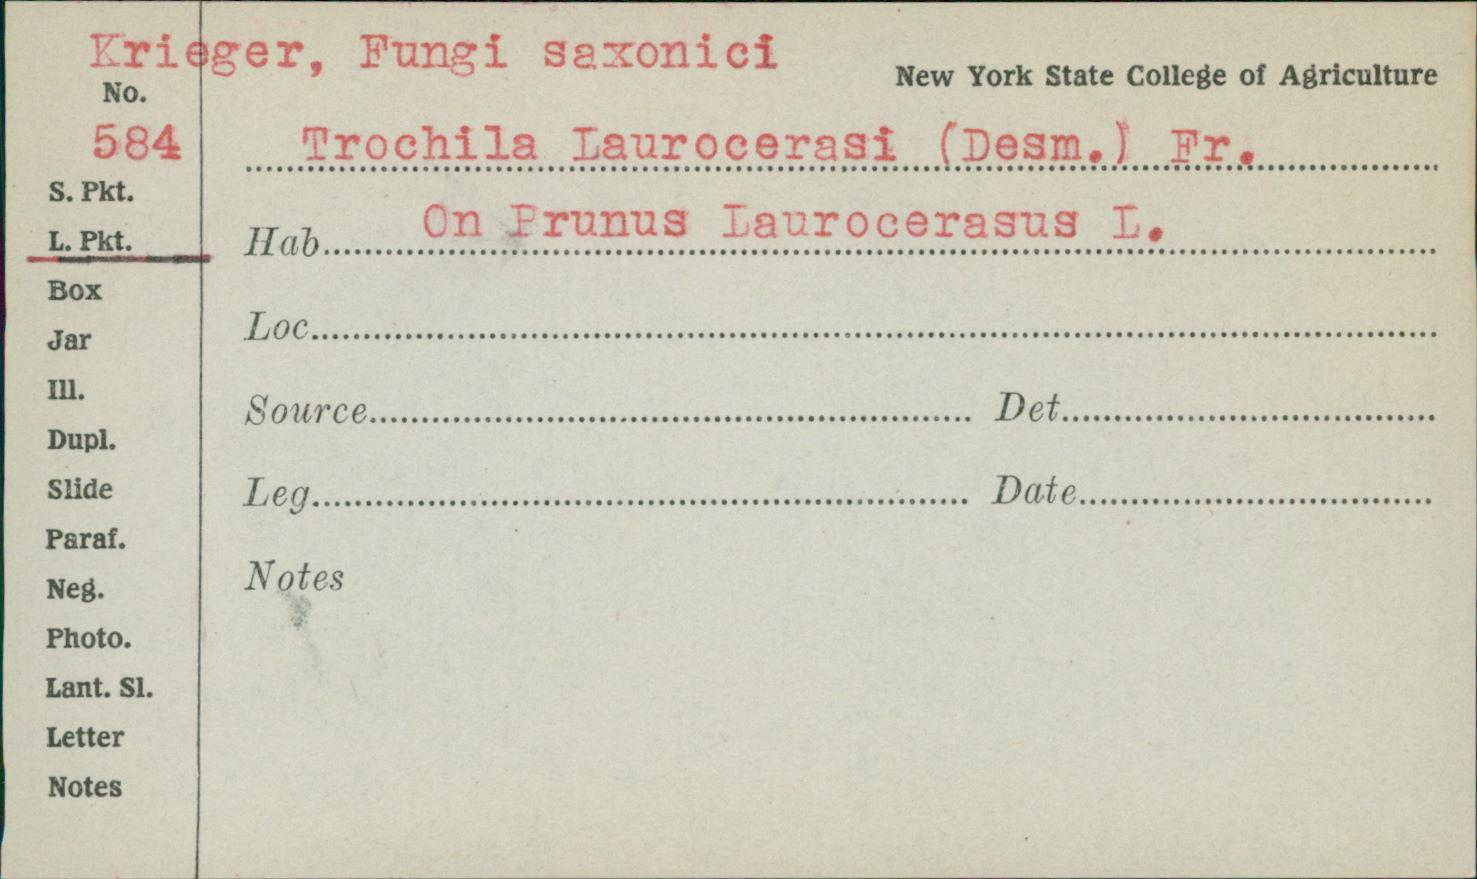 Krieger, Fungi saxonici
New York State College of Agriculture
No.
584
Trochila Laurocerasi (Desm.) Fr.
S. Pkt.
Hab. On Prunus Laurocerasus L.
L. Pkt.
Box
Loc.
Jar
Ill.
Source Det.
Dupl.
Slide
Leg. Date
Paraf.
Neg.
Notes
Photo.
Lant. Sl.
Letter
Notes